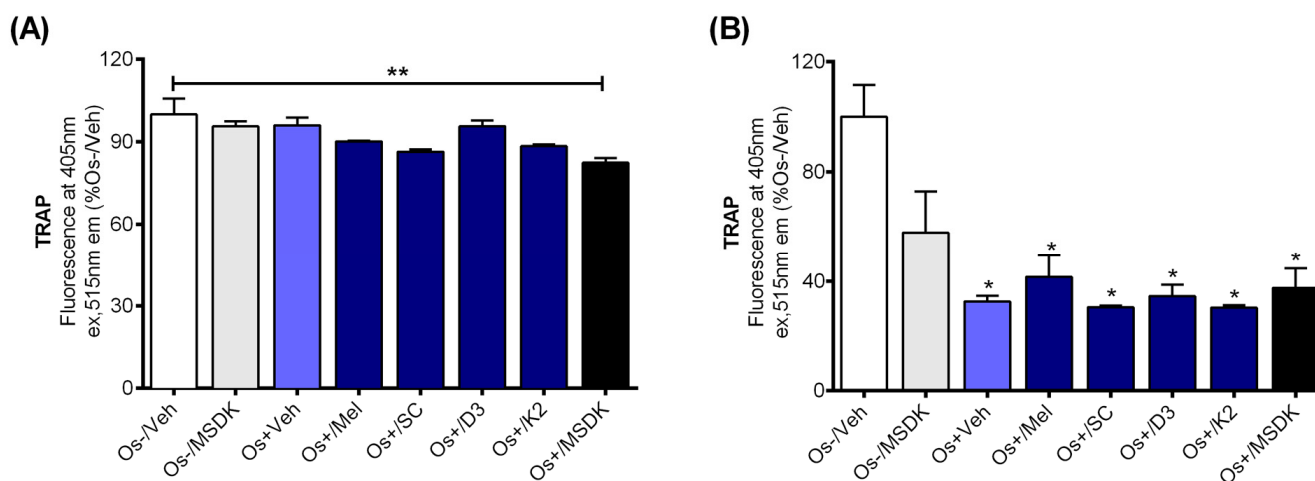 (A)
TRAP
Fluorescence at 405nm
ex,515nm em (%Os-/Veh)
120
90
60
30
0
**
Os-/Veh
Os-/MSDK
Os+Veh
Os+/Mel
Os+/SC
Os+/D3
Os+/K2
Os+/MSDK
(B)
TRAP
Fluorescence at 405nm
ex,515nm em (%Os-/Veh)
120
80
40
0
*
*
*
*
*
*
Os-/Veh
Os-/MSDK
Os+Veh
Os+/Mel
Os+/SC
Os+/D3
Os+/K2
Os+/MSDK